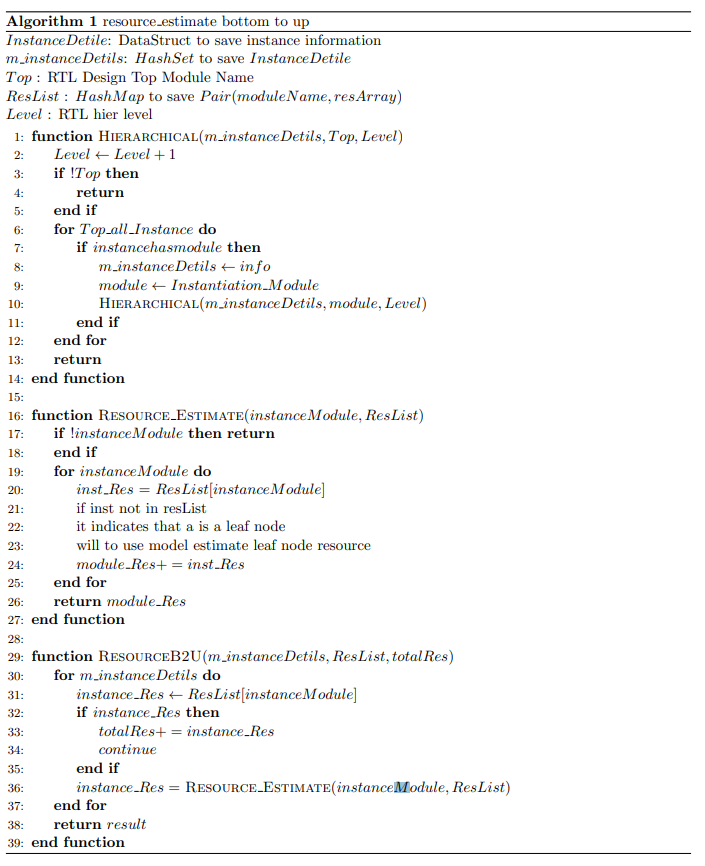 Algorithm 1 resource_estimate bottom to up
InstanceDetile: DataStruct to save instance information
m_instanceDetils: HashSet to save InstanceDetile
Top : RTL Design Top Module Name
ResList : HashMap to save Pair(moduleName, resArray)
Level : RTL hier level
1: function HIERARCHICAL(m_instanceDetils, Top, Level)
2: Level ← Level + 1
3: if !Top then
4: return
5: end if
6: for Top_all_Instance do
7: if instancehasmodule then
8: m_instanceDetils ← info
9: module ← Instantiation_Module
10: HIERARCHICAL(m_instanceDetils, module, Level)
11: end if
12: end for
13: return
14: end function
15:
16: function RESOURCE_ESTIMATE(instanceModule, ResList)
17: if !instanceModule then return
18: end if
19: for instanceModule do
20: inst_Res = ResList[instanceModule]
21: if inst not in resList
22: it indicates that a is a leaf node
23: will to use model estimate leaf node resource
24: module_Res+ = inst_Res
25: end for
26: return module_Res
27: end function
28:
29: function RESOURCEB2U(m_instanceDetils, ResList, totalRes)
30: for m_instanceDetils do
31: instance_Res ← ResList[instanceModule]
32: if instance_Res then
33: totalRes+ = instance_Res
34: continue
35: end if
36: instance_Res = RESOURCE_ESTIMATE(instanceModule, ResList)
37: end for
38: return result
39: end function